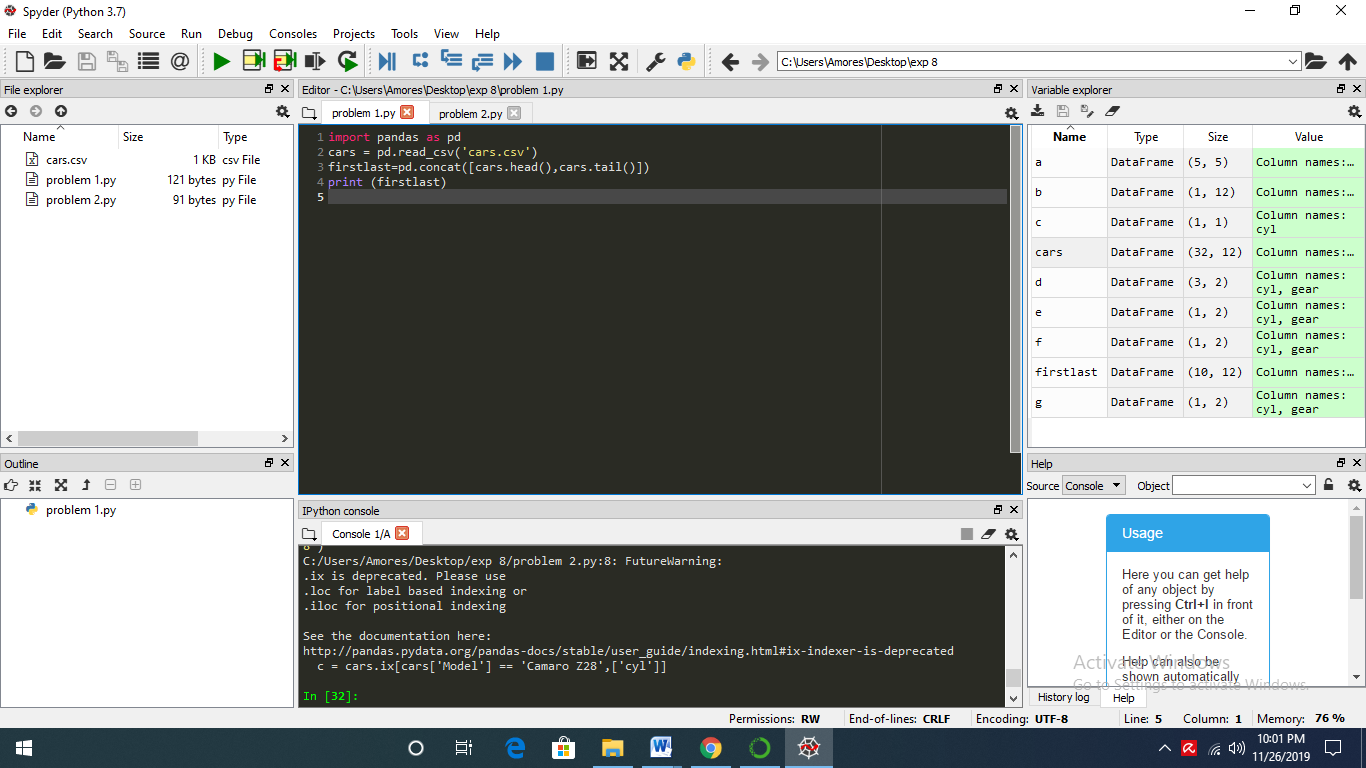 Spyder (Python 3.7)
File Edit Search Source Run Debug Consoles Projects Tools View Help
C:\Users\Amores\Desktop\exp 8
File explorer
Name Size Type
cars.csv 1 KB csv File
problem 1.py 121 bytes py File
problem 2.py 91 bytes py File
Outline
problem 1.py
Editor - C:\Users\Amores\Desktop\exp 8\problem 1.py
problem 1.py problem 2.py
1 import pandas as pd
2 cars = pd.read_csv('cars.csv')
3 firstlast=pd.concat([cars.head(),cars.tail()])
4 print (firstlast)
5
IPython console
Console 1/A
8 )
C:/Users/Amores/Desktop/exp 8/problem 2.py:8: FutureWarning:
.ix is deprecated. Please use
.loc for label based indexing or
.iloc for positional indexing
See the documentation here:
http://pandas.pydata.org/pandas-docs/stable/user_guide/indexing.html#ix-indexer-is-deprecated
c = cars.ix[cars['Model'] == 'Camaro Z28',['cyl']]
In [32]:
Variable explorer
Name Type Size Value
a DataFrame (5, 5) Column names:…
b DataFrame (1, 12) Column names:…
c DataFrame (1, 1) Column names:
cyl
cars DataFrame (32, 12) Column names:…
d DataFrame (3, 2) Column names:
cyl, gear
e DataFrame (1, 2) Column names:
cyl, gear
f DataFrame (1, 2) Column names:
cyl, gear
firstlast DataFrame (10, 12) Column names:…
g DataFrame (1, 2) Column names:
cyl, gear
Help
Source Console Object
Usage
Here you can get help
of any object by
pressing Ctrl+I in front
of it, either on the
Editor or the Console.
Help can also be
shown automatically
Activate Windows
Go to Settings to activate Windows.
History log Help
Permissions: RW End-of-lines: CRLF Encoding: UTF-8 Line: 5 Column: 1 Memory: 76 %
10:01 PM
11/26/2019